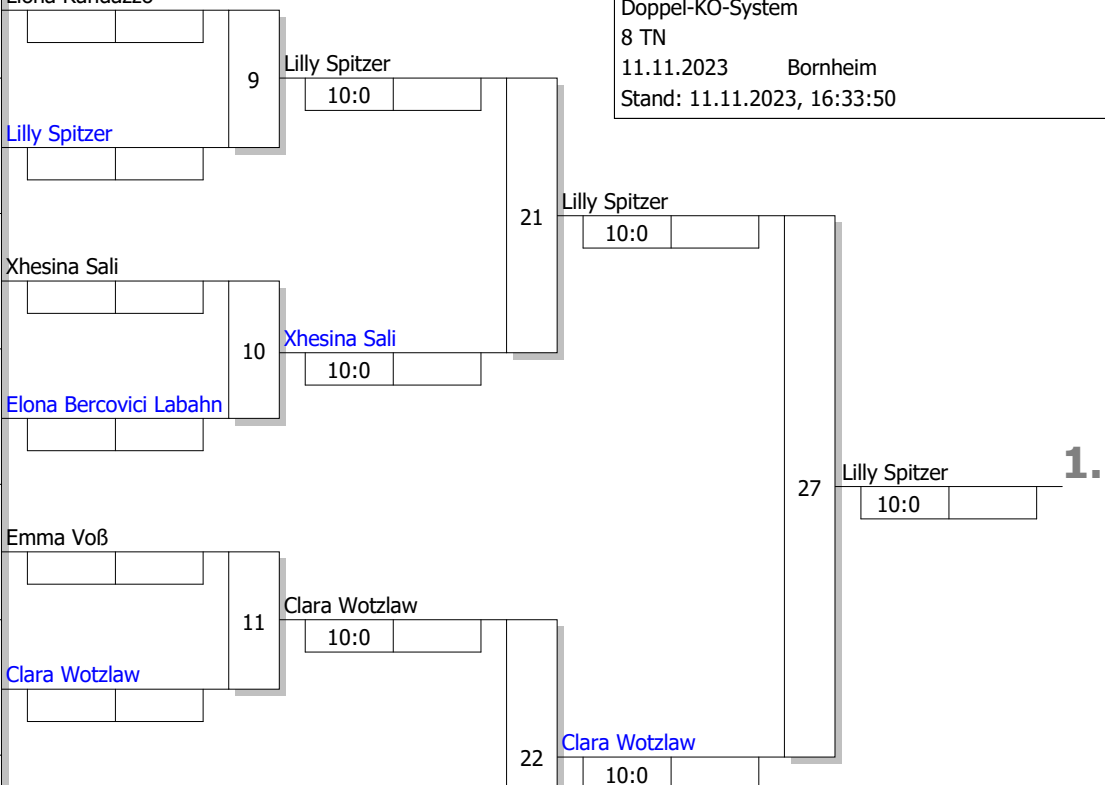 Doppel-KO-System
8 TN
11.11.2023 Bornheim
Stand: 11.11.2023, 16:33:50
9
Lilly Spitzer
10:0
Lilly Spitzer
21
Lilly Spitzer
10:0
Xhesina Sali
10
Xhesina Sali
10:0
Elona Bercovici Labahn
27
Lilly Spitzer
1.
10:0
Emma Voß
11
Clara Wotzlaw
10:0
Clara Wotzlaw
22
Clara Wotzlaw
10:0